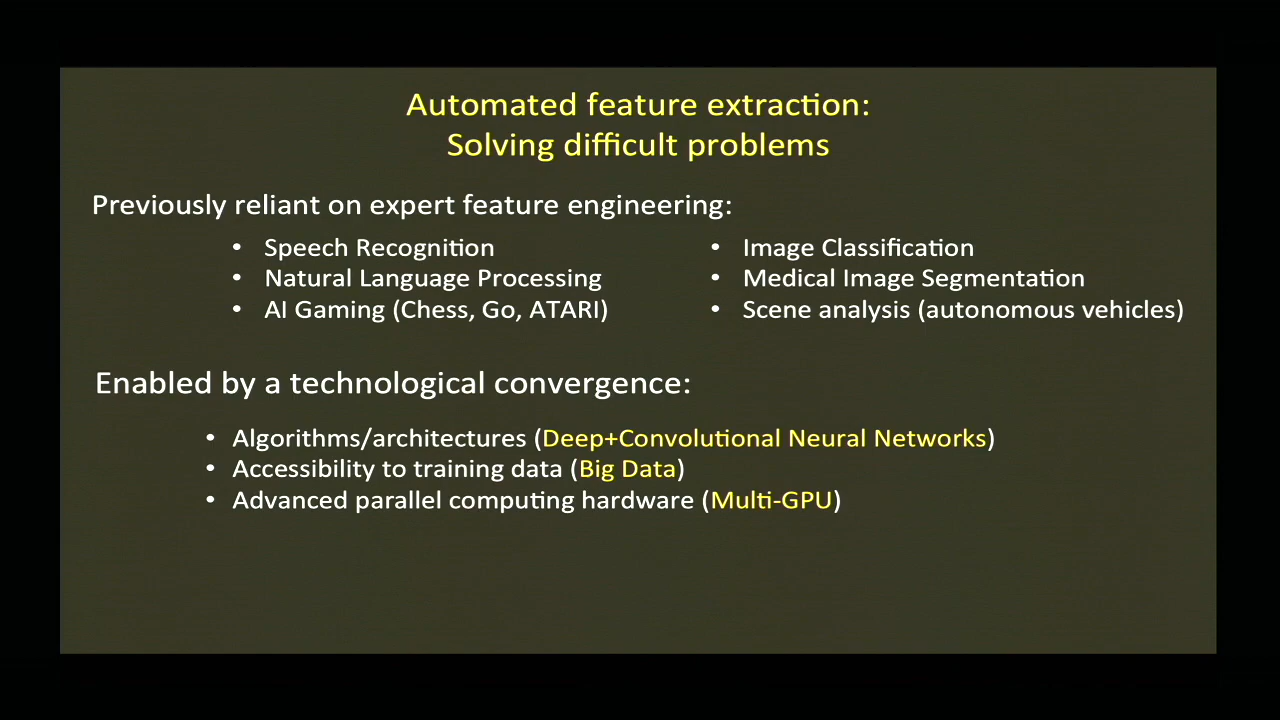 Automated feature extraction:
Solving difficult problems
Previously reliant on expert feature engineering:
• Speech Recognition
• Natural Language Processing
• AI Gaming (Chess, Go, ATARI)
• Image Classification
• Medical Image Segmentation
• Scene analysis (autonomous vehicles)
Enabled by a technological convergence:
• Algorithms/architectures (Deep+Convolutional Neural Networks)
• Accessibility to training data (Big Data)
• Advanced parallel computing hardware (Multi-GPU)